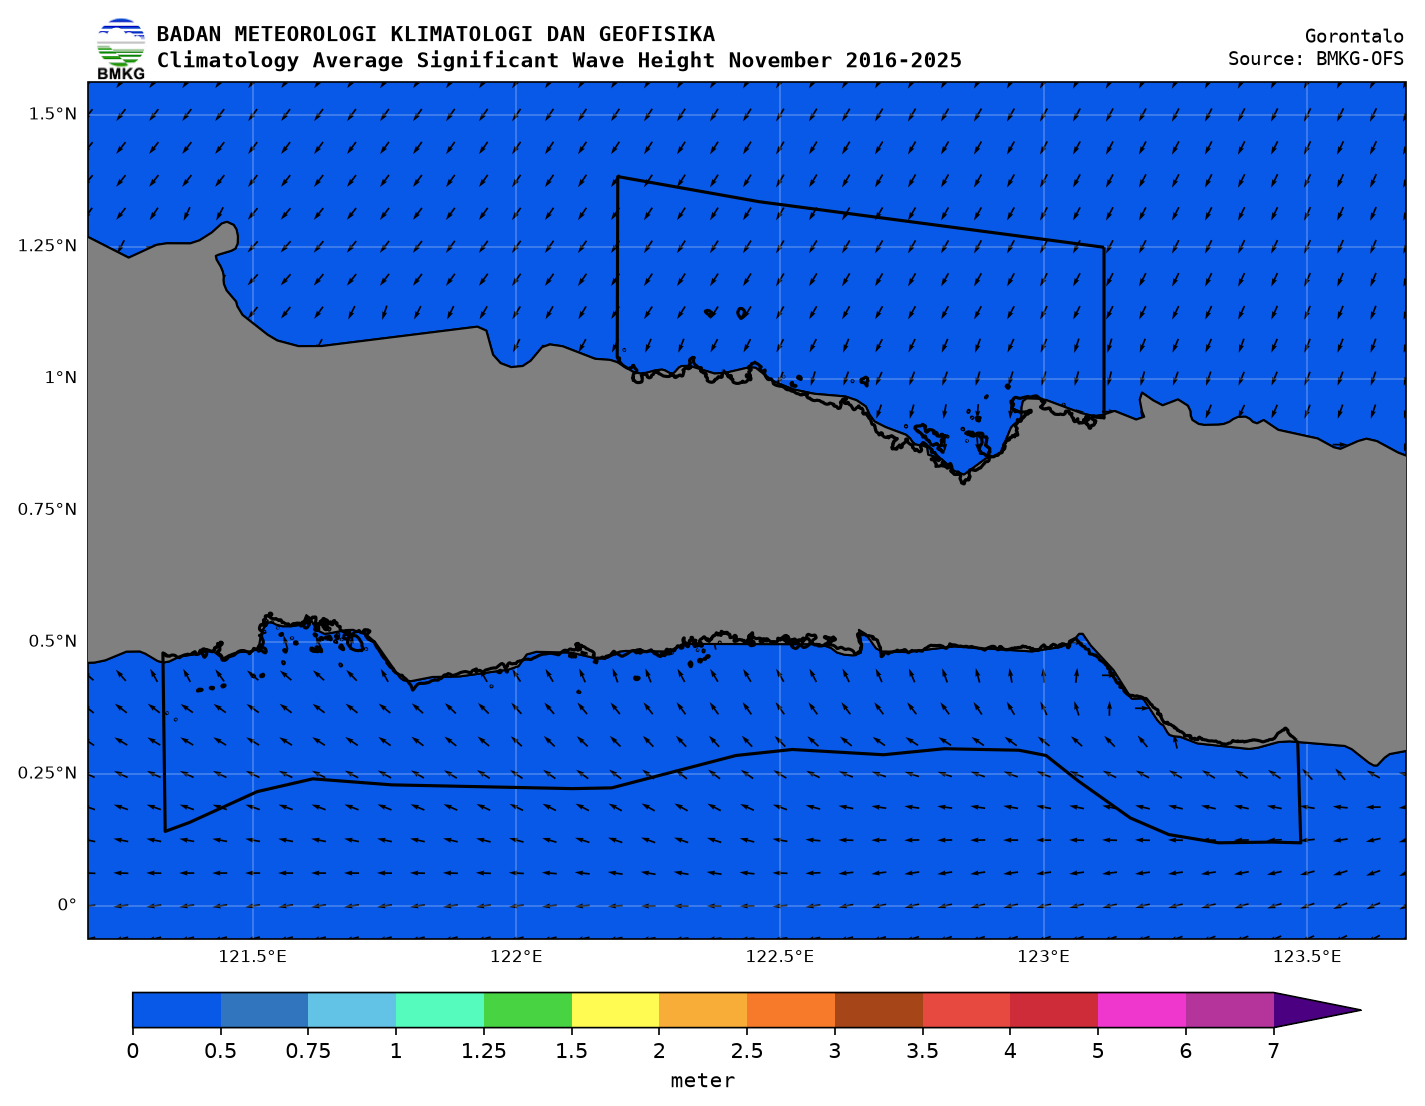 BADAN METEOROLOGI KLIMATOLOGI DAN GEOFISIKA
Climatology Average Significant Wave Height November 2016-2025
BMKG
Gorontalo
Source: BMKG-OFS
1.5°N
1.25°N
1°N
0.75°N
0.5°N
0.25°N
0°
121.5°E 122°E 122.5°E 123°E 123.5°E
0 0.5 0.75 1 1.25 1.5 2 2.5 3 3.5 4 5 6 7
meter